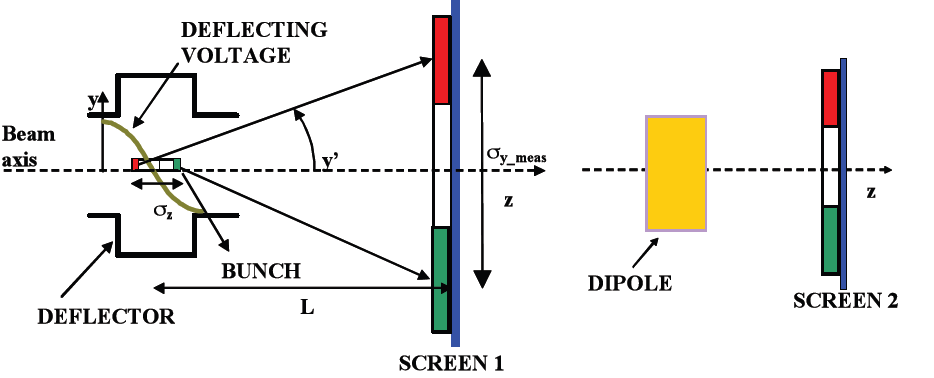 DEFLECTING
VOLTAGE
y
Beam
axis
y'
σy_meas
z
σz
BUNCH
L
DEFLECTOR
SCREEN 1
z
DIPOLE
SCREEN 2